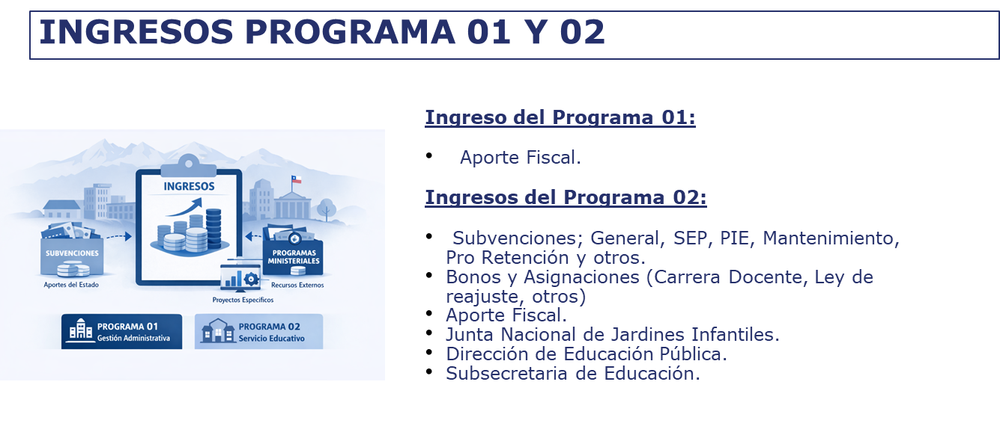 INGRESOS PROGRAMA 01 Y 02
INGRESOS
SUBVENCIONES
Aportes del Estado
PROGRAMAS
MINISTERIALES
Recursos Externos
Proyectos Especificos
PROGRAMA 01
Gestión Administrativa
PROGRAMA 02
Servicio Educativo
Ingreso del Programa 01:
• Aporte Fiscal.
Ingresos del Programa 02:
• Subvenciones; General, SEP, PIE, Mantenimiento,
Pro Retención y otros.
• Bonos y Asignaciones (Carrera Docente, Ley de
reajuste, otros)
• Aporte Fiscal.
• Junta Nacional de Jardines Infantiles.
• Dirección de Educación Pública.
• Subsecretaria de Educación.